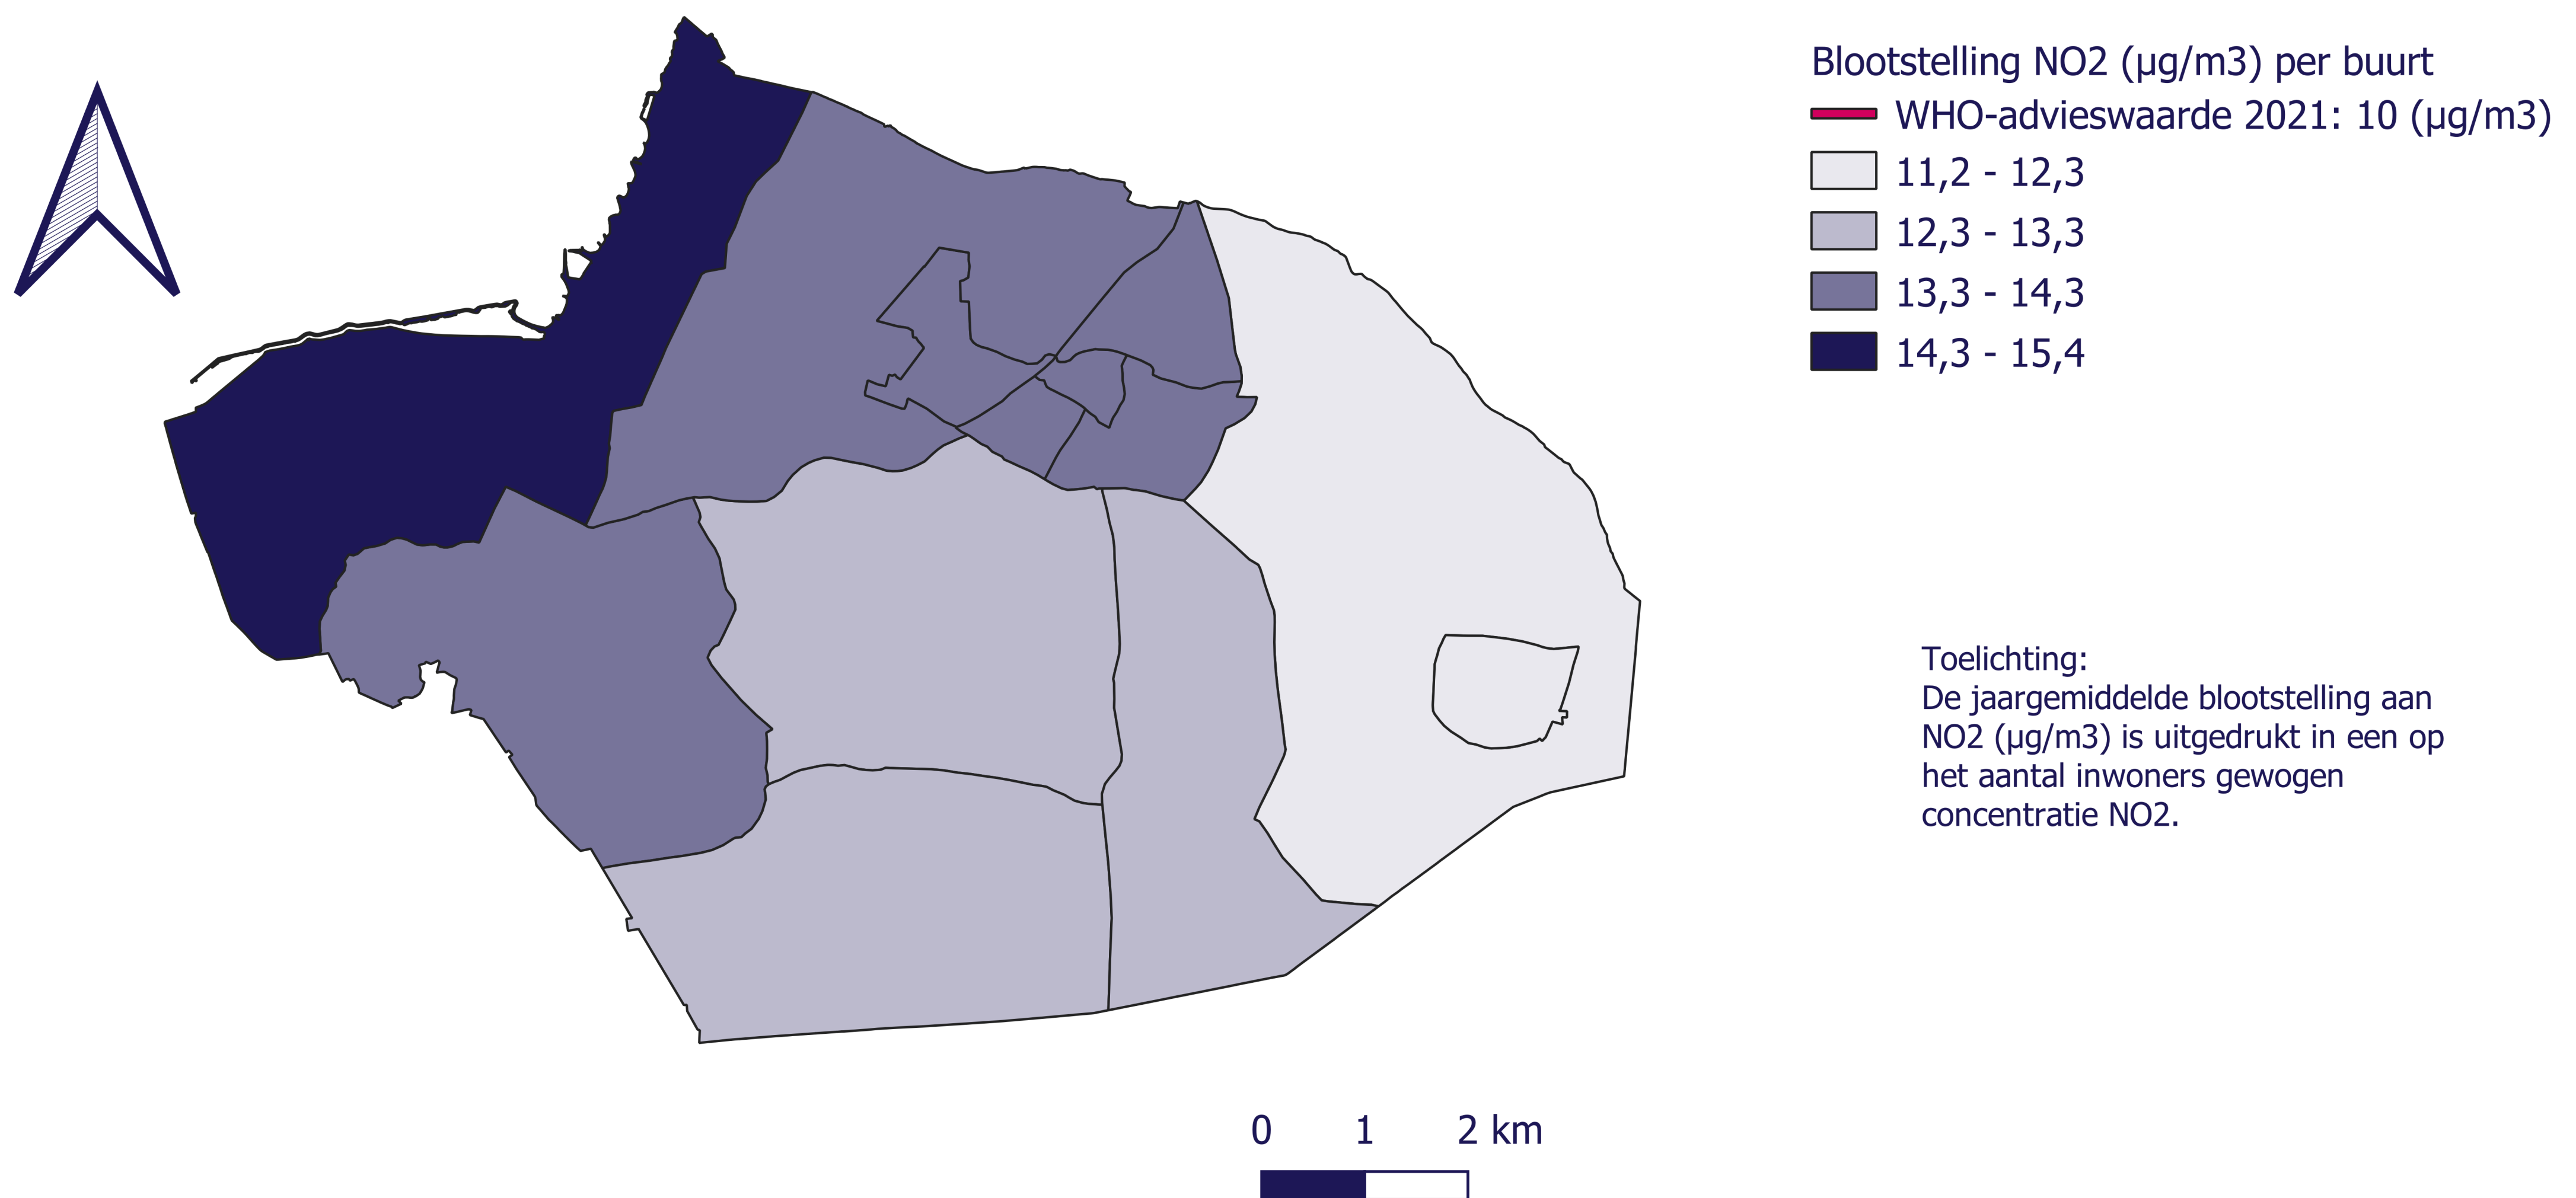 Blootstelling NO2 (µg/m3) per buurt
WHO-advieswaarde 2021: 10 (µg/m3)
11,2 - 12,3
12,3 - 13,3
13,3 - 14,3
14,3 - 15,4
Toelichting:
De jaargemiddelde blootstelling aan
NO2 (µg/m3) is uitgedrukt in een op
het aantal inwoners gewogen
concentratie NO2.
0 1 2 km